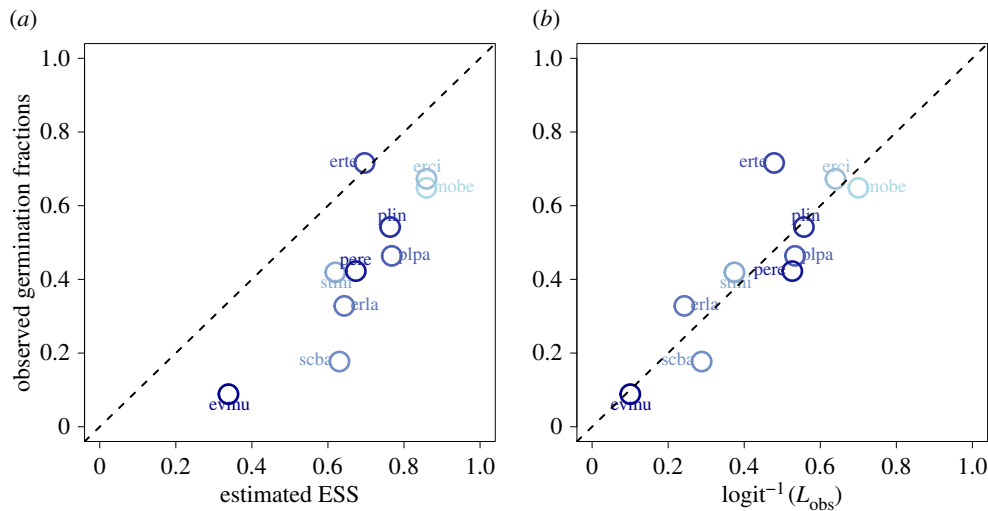 (a)
(b)
observed germination fractions
1.0
0.8
0.6
0.4
0.2
0
erte
erci
mobe
plin
plpa
pere
stmi
erla
scba
evmu
0
0.2
0.4
0.6
0.8
1.0
estimated ESS
1.0
0.8
0.6
0.4
0.2
0
erte
erci
mobe
plin
plpa
pere
stmi
erla
scba
evmu
0
0.2
0.4
0.6
0.8
1.0
logit⁻¹(L_obs)